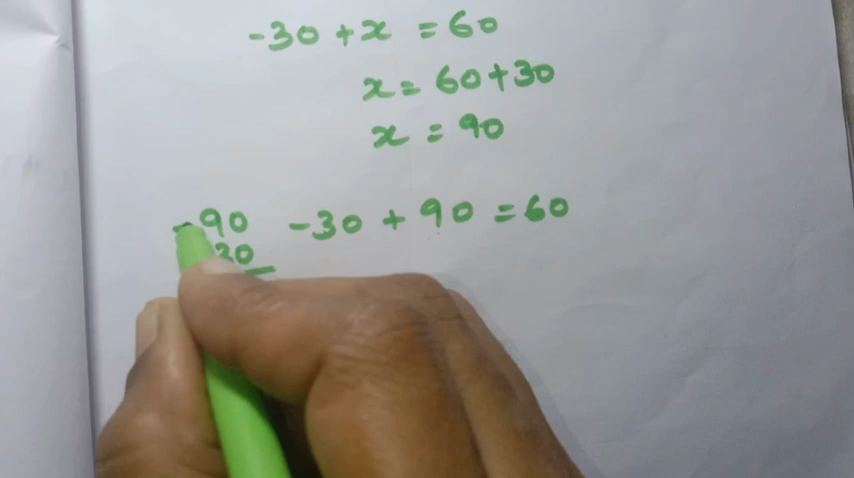 -30 + x = 60
x = 60+30
x = 90
90 -30 + 90 = 60
30